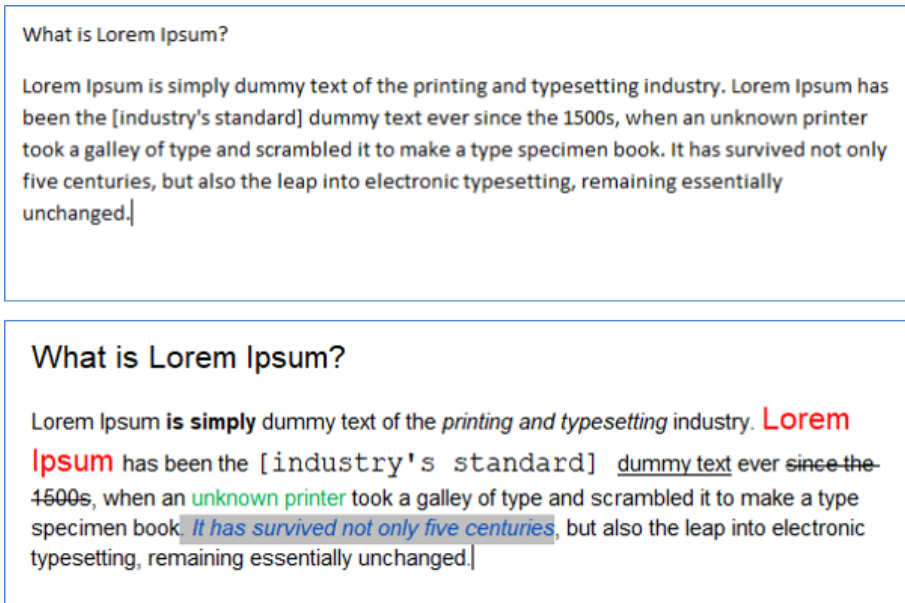 What is Lorem Ipsum?
Lorem Ipsum is simply dummy text of the printing and typesetting industry. Lorem Ipsum has
been the [industry's standard] dummy text ever since the 1500s, when an unknown printer
took a galley of type and scrambled it to make a type specimen book. It has survived not only
five centuries, but also the leap into electronic typesetting, remaining essentially
unchanged.
What is Lorem Ipsum?
Lorem Ipsum is simply dummy text of the printing and typesetting industry. Lorem
Ipsum has been the [industry's standard] dummy text ever since the
1500s, when an unknown printer took a galley of type and scrambled it to make a type
specimen book. It has survived not only five centuries, but also the leap into electronic
typesetting, remaining essentially unchanged.